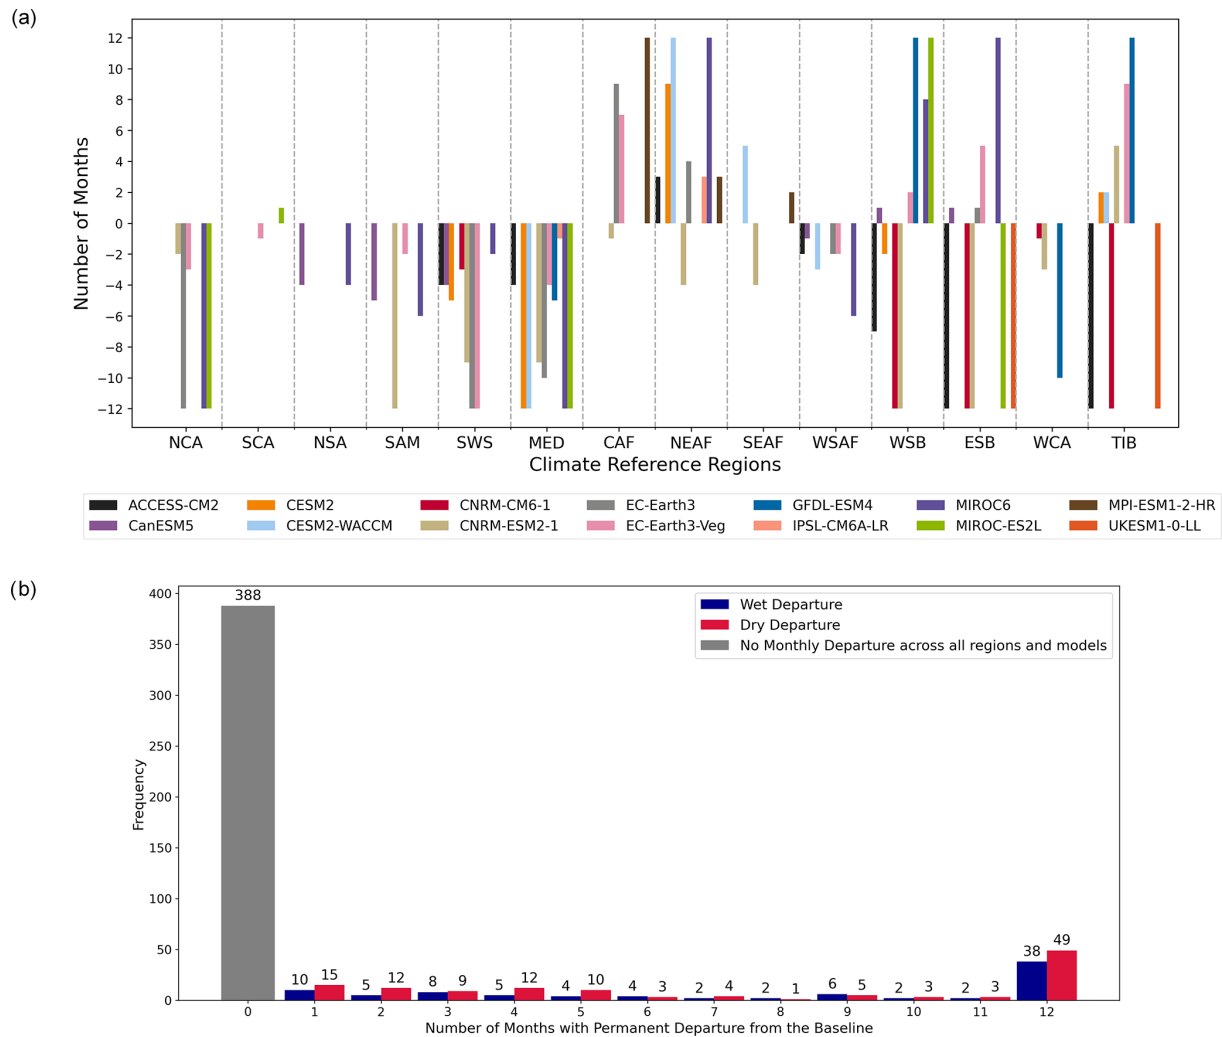 (a)
12
10
8
6
4
2
0
−2
−4
−6
−8
−10
−12
Number of Months
NCA SCA NSA SAM SWS MED CAF NEAF SEAF WSAF WSB ESB WCA TIB
Climate Reference Regions
ACCESS-CM2 CESM2 CNRM-CM6-1 EC-Earth3 GFDL-ESM4 MIROC6 MPI-ESM1-2-HR
CanESM5 CESM2-WACCM CNRM-ESM2-1 EC-Earth3-Veg IPSL-CM6A-LR MIROC-ES2L UKESM1-0-LL
(b)
400
350
300
250
200
150
100
50
0
Frequency
388
Wet Departure
Dry Departure
No Monthly Departure across all regions and models
10 15 5 12 8 9 5 12 4 10 4 3 2 4 2 1 6 5 2 3 2 3 38 49
0 1 2 3 4 5 6 7 8 9 10 11 12
Number of Months with Permanent Departure from the Baseline